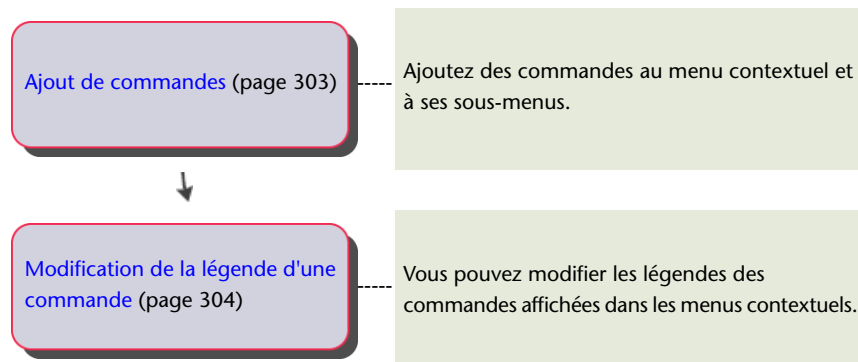 Ajout de commandes (page 303)
Ajoutez des commandes au menu contextuel et
à ses sous-menus.
Modification de la légende d'une
commande (page 304)
Vous pouvez modifier les légendes des
commandes affichées dans les menus contextuels.